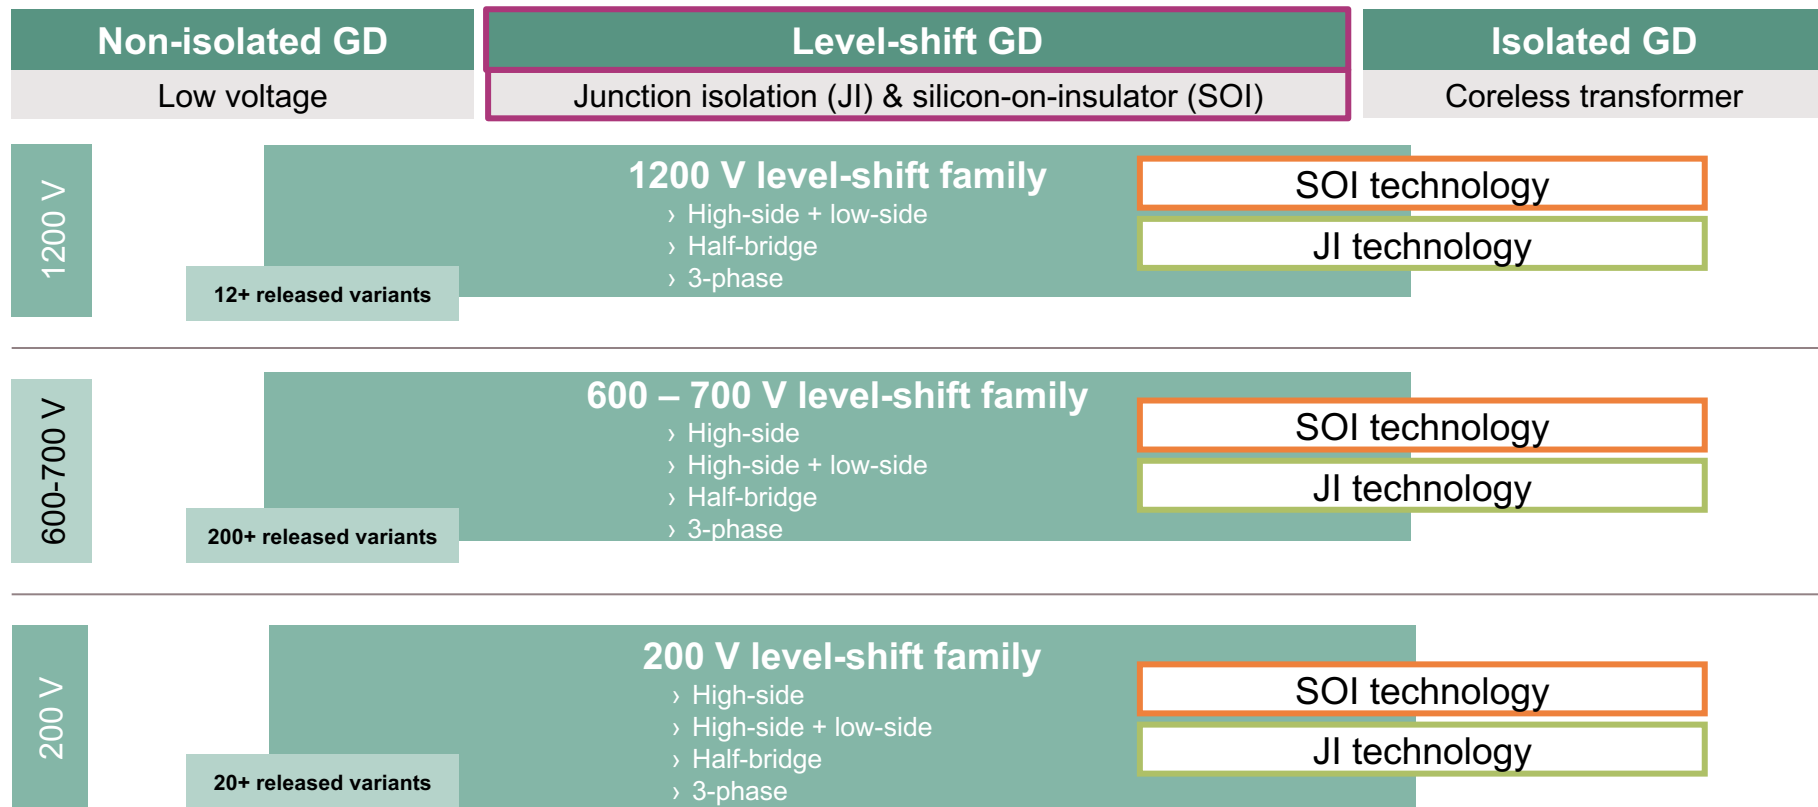 Non-isolated GD
Level-shift GD
Isolated GD
Low voltage
Junction isolation (JI) & silicon-on-insulator (SOI)
Coreless transformer
1200 V
1200 V level-shift family
› High-side + low-side
› Half-bridge
› 3-phase
12+ released variants
SOI technology
JI technology
600-700 V
600 – 700 V level-shift family
› High-side
› High-side + low-side
› Half-bridge
› 3-phase
200+ released variants
SOI technology
JI technology
200 V
200 V level-shift family
› High-side
› High-side + low-side
› Half-bridge
› 3-phase
20+ released variants
SOI technology
JI technology